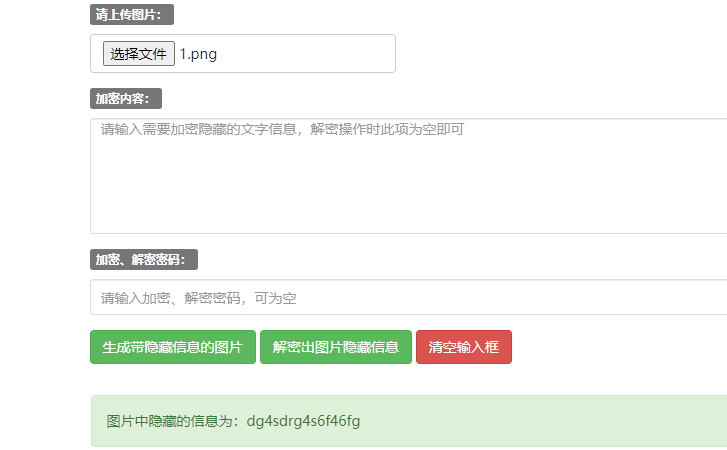 请上传图片：
选择文件 1.png
加密内容：
请输入需要加密隐藏的文字信息，解密操作时此项为空即可
加密、解密密码：
请输入加密、解密密码，可为空
生成带隐藏信息的图片 解密出图片隐藏信息 清空输入框
图片中隐藏的信息为：dg4sdrg4s6f46fg